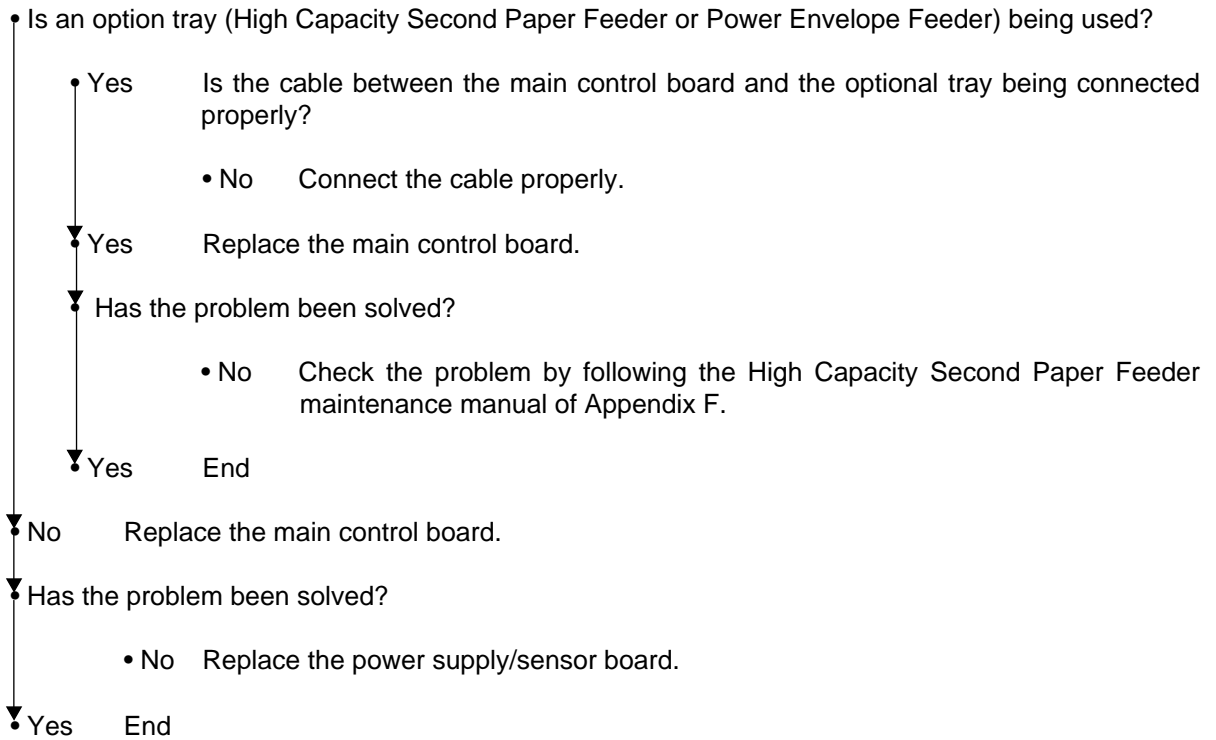 • Is an option tray (High Capacity Second Paper Feeder or Power Envelope Feeder) being used?
• Yes Is the cable between the main control board and the optional tray being connected
properly?
• No Connect the cable properly.
• Yes Replace the main control board.
• Has the problem been solved?
• No Check the problem by following the High Capacity Second Paper Feeder
maintenance manual of Appendix F.
• Yes End
• No Replace the main control board.
• Has the problem been solved?
• No Replace the power supply/sensor board.
• Yes End